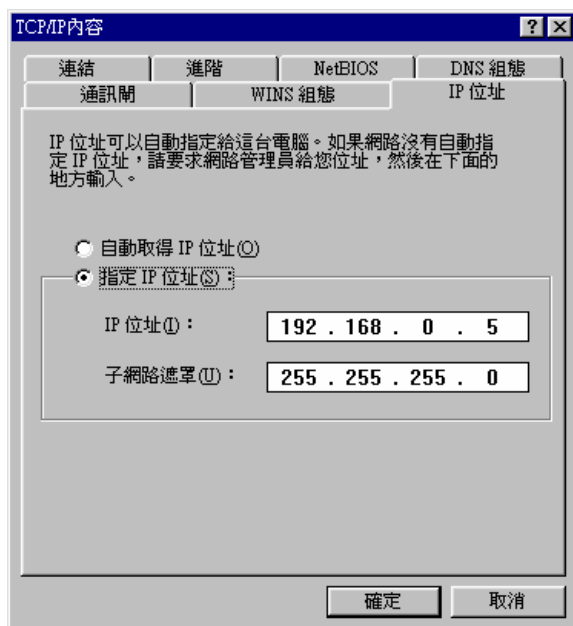 TCP/IP內容
連結 進階 NetBIOS DNS 組態
通訊閘 WINS 組態 IP 位址
IP 位址可以自動指定給這台電腦。如果網路沒有自動指
定 IP 位址，請要求網路管理員給您位址，然後在下面的
地方輸入。
自動取得 IP 位址(O)
指定 IP 位址(S)：
IP 位址(I)： 192 . 168 . 0 . 5
子網路遮罩(U)： 255 . 255 . 255 . 0
確定 取消